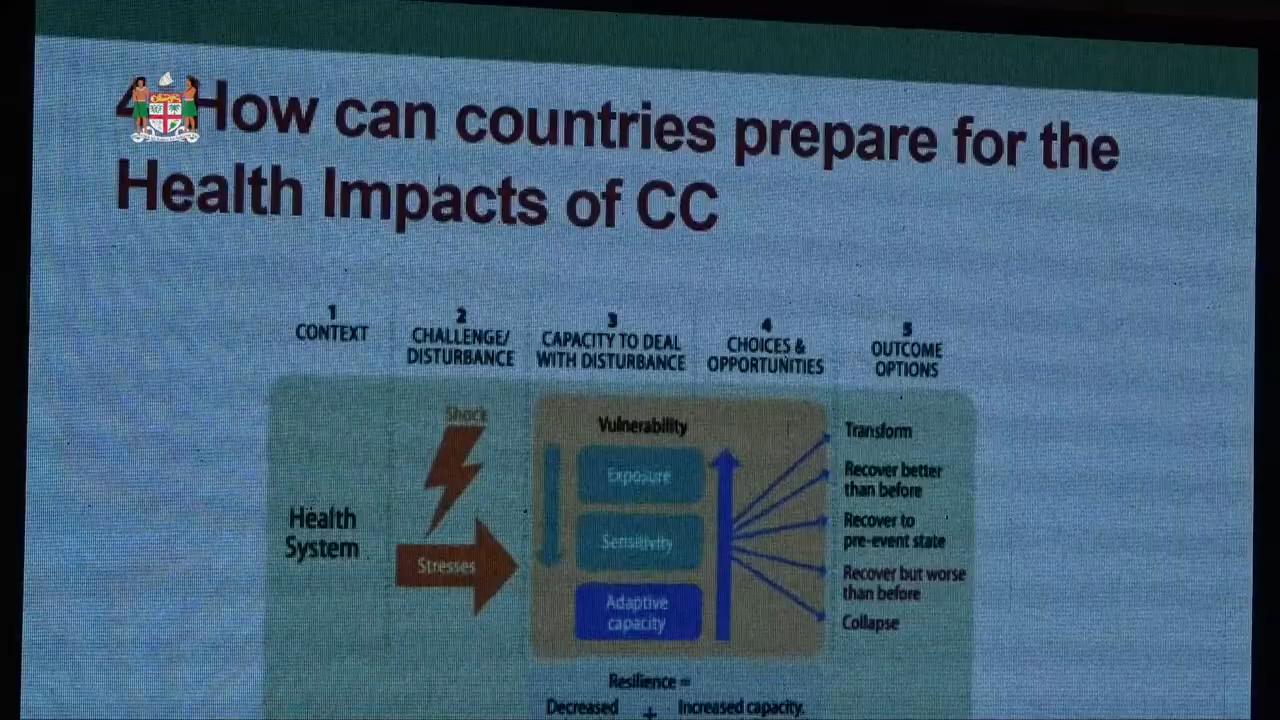 4. How can countries prepare for the
Health Impacts of CC
1
CONTEXT
2
CHALLENGE/
DISTURBANCE
3
CAPACITY TO DEAL
WITH DISTURBANCE
4
CHOICES &
OPPORTUNITIES
5
OUTCOME
OPTIONS
Health
System
Shock
Stresses
Vulnerability
Exposure
Sensitivity
Adaptive
capacity
Transform
Recover better
than before
Recover to
pre-event state
Recover but worse
than before
Collapse
Resilience =
Decreased + Increased capacity.